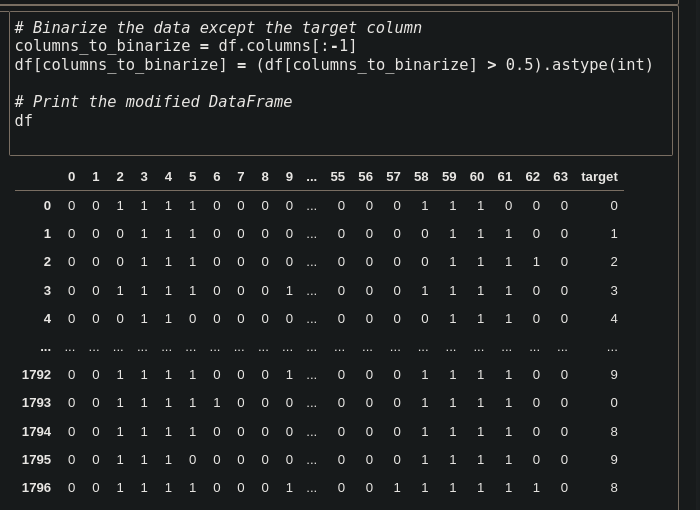 # Binarize the data except the target column
columns_to_binarize = df.columns[:-1]
df[columns_to_binarize] = (df[columns_to_binarize] > 0.5).astype(int)
# Print the modified DataFrame
df
0 1 2 3 4 5 6 7 8 9 ... 55 56 57 58 59 60 61 62 63 target
0 0 0 1 1 1 1 0 0 0 0 ... 0 0 0 1 1 1 0 0 0 0
1 0 0 0 1 1 1 0 0 0 0 ... 0 0 0 0 1 1 1 0 0 1
2 0 0 0 1 1 1 0 0 0 0 ... 0 0 0 0 1 1 1 1 0 2
3 0 0 1 1 1 1 0 0 0 1 ... 0 0 0 1 1 1 1 0 0 3
4 0 0 0 1 1 0 0 0 0 0 ... 0 0 0 0 1 1 1 0 0 4
... ... ... ... ... ... ... ... ... ... ... ... ... ... ... ... ... ... ... ... ... ...
1792 0 0 1 1 1 1 0 0 0 1 ... 0 0 0 1 1 1 1 0 0 9
1793 0 0 1 1 1 1 1 0 0 0 ... 0 0 0 1 1 1 1 0 0 0
1794 0 0 1 1 1 1 0 0 0 0 ... 0 0 0 1 1 1 1 0 0 8
1795 0 0 1 1 1 0 0 0 0 0 ... 0 0 0 1 1 1 1 0 0 9
1796 0 0 1 1 1 1 0 0 0 1 ... 0 0 1 1 1 1 1 1 0 8